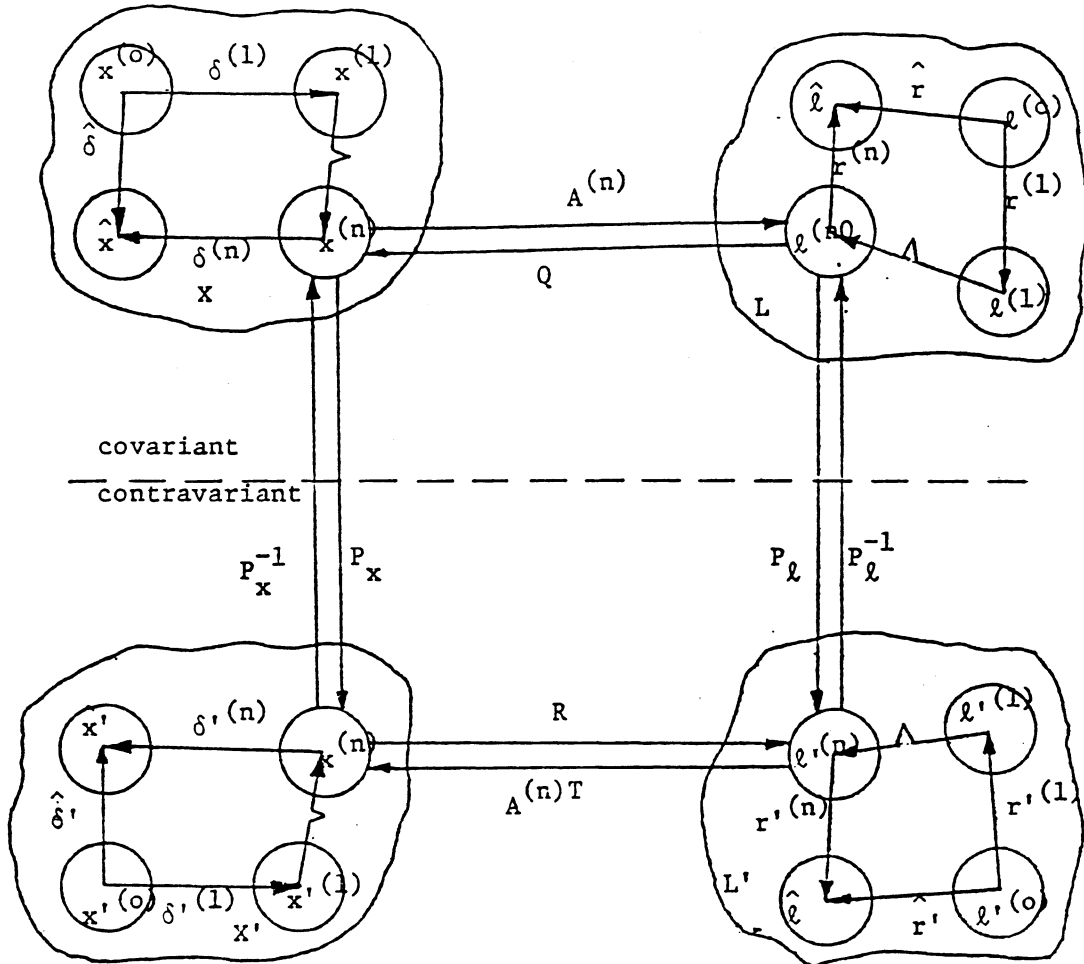 x^(o) δ^(1) x^(1)
δ̂
x̂ δ^(n) x^(n)
X
A^(n)
Q
ℓ̂ r̂ ℓ^(o)
r^(n) r^(1)
ℓ^(n) Λ
ℓ^(1)
L
covariant
contravariant
P_x^-1 P_x P_ℓ P_ℓ^-1
x' δ'^(n) x^(n)
δ̂'
x'^(o) δ'^(1) x'^(1)
X'
R
A^(n)T
ℓ'^(n) Λ ℓ'^(1)
r'^(n) r'^(1)
L' ℓ̂ r̂' ℓ'^(o)